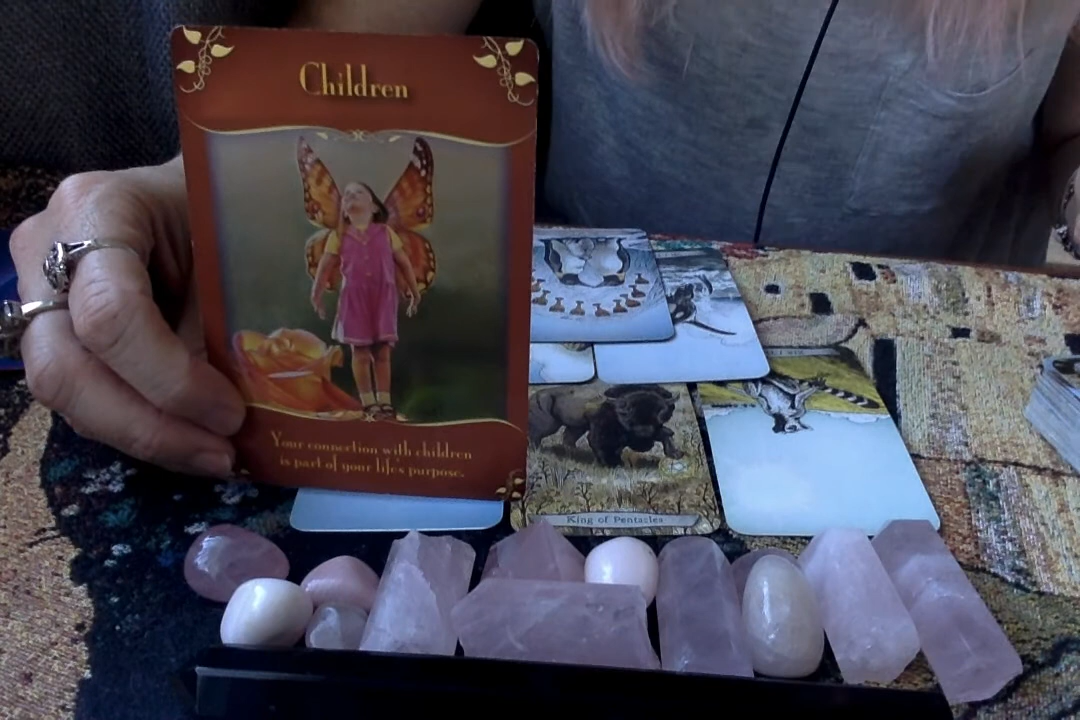 Children
Your connection with children
is part of your life's purpose.
King of Pentacles